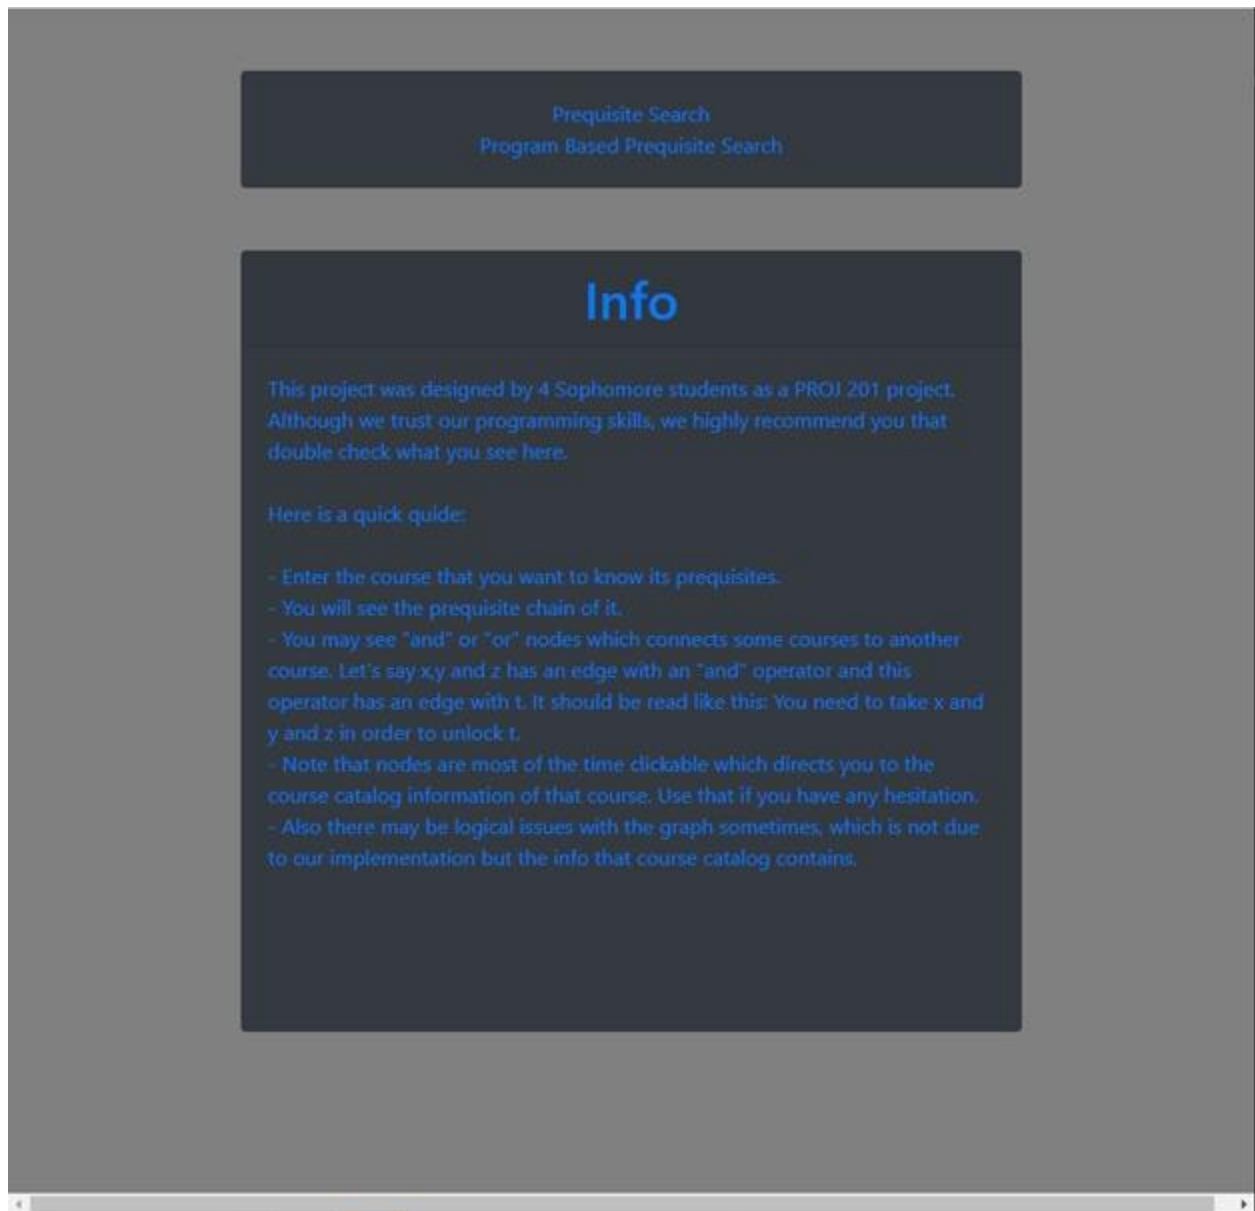 Prequisite Search
Program Based Prequisite Search
Info
This project was designed by 4 Sophomore students as a PROJ 201 project.
Although we trust our programming skills, we highly recommend you that
double check what you see here.
Here is a quick quide:
- Enter the course that you want to know its prequisites.
- You will see the prequisite chain of it.
- You may see "and" or "or" nodes which connects some courses to another
course. Let's say x,y and z has an edge with an "and" operator and this
operator has an edge with t. It should be read like this: You need to take x and
y and z in order to unlock t.
- Note that nodes are most of the time clickable which directs you to the
course catalog information of that course. Use that if you have any hesitation.
- Also there may be logical issues with the graph sometimes, which is not due
to our implementation but the info that course catalog contains.